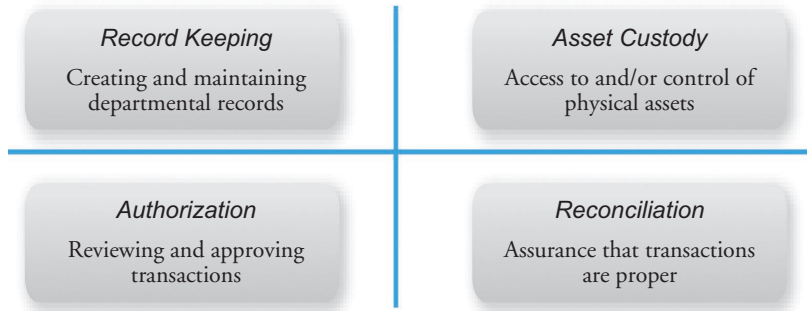 Record Keeping
Creating and maintaining
departmental records
Asset Custody
Access to and/or control of
physical assets
Authorization
Reviewing and approving
transactions
Reconciliation
Assurance that transactions
are proper